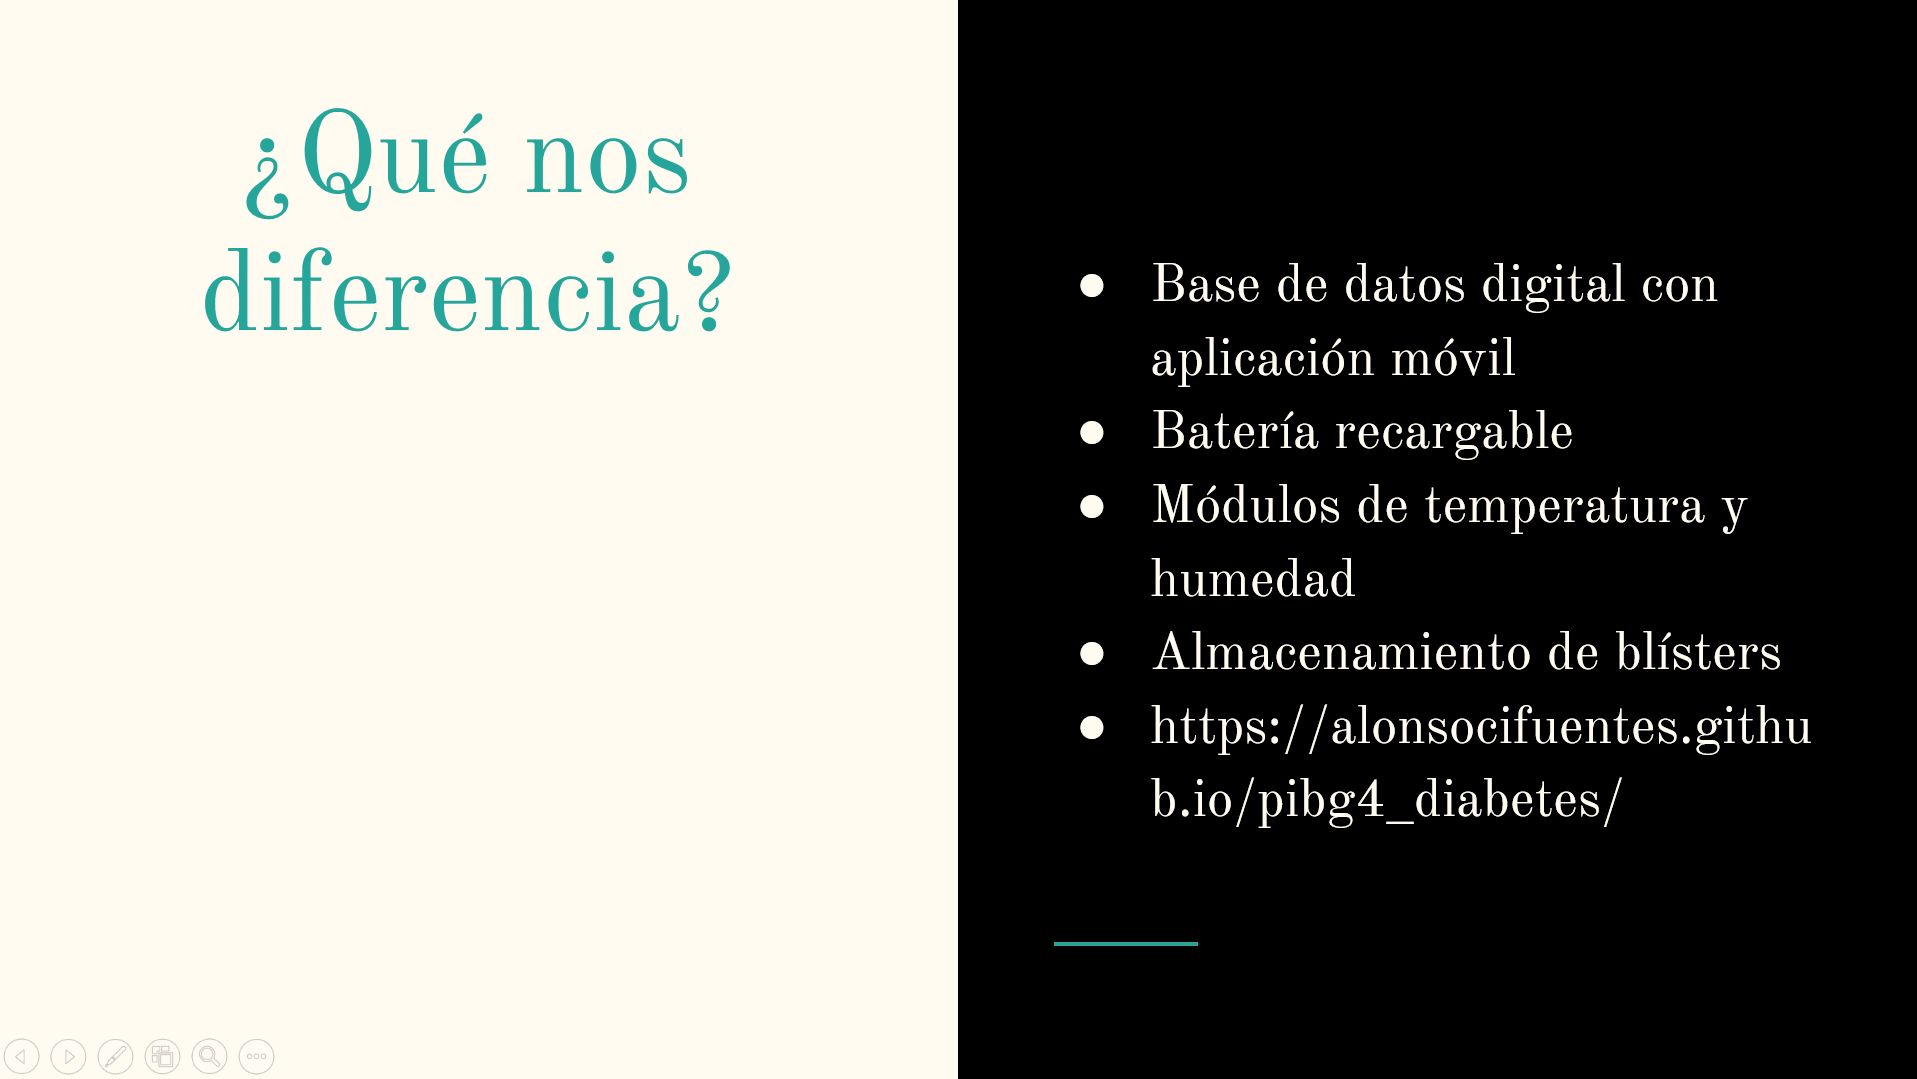 ¿Qué nos
diferencia?
● Base de datos digital con
aplicación móvil
● Batería recargable
● Módulos de temperatura y
humedad
● Almacenamiento de blísters
● https://alonsocifuentes.githu
b.io/pibg4_diabetes/